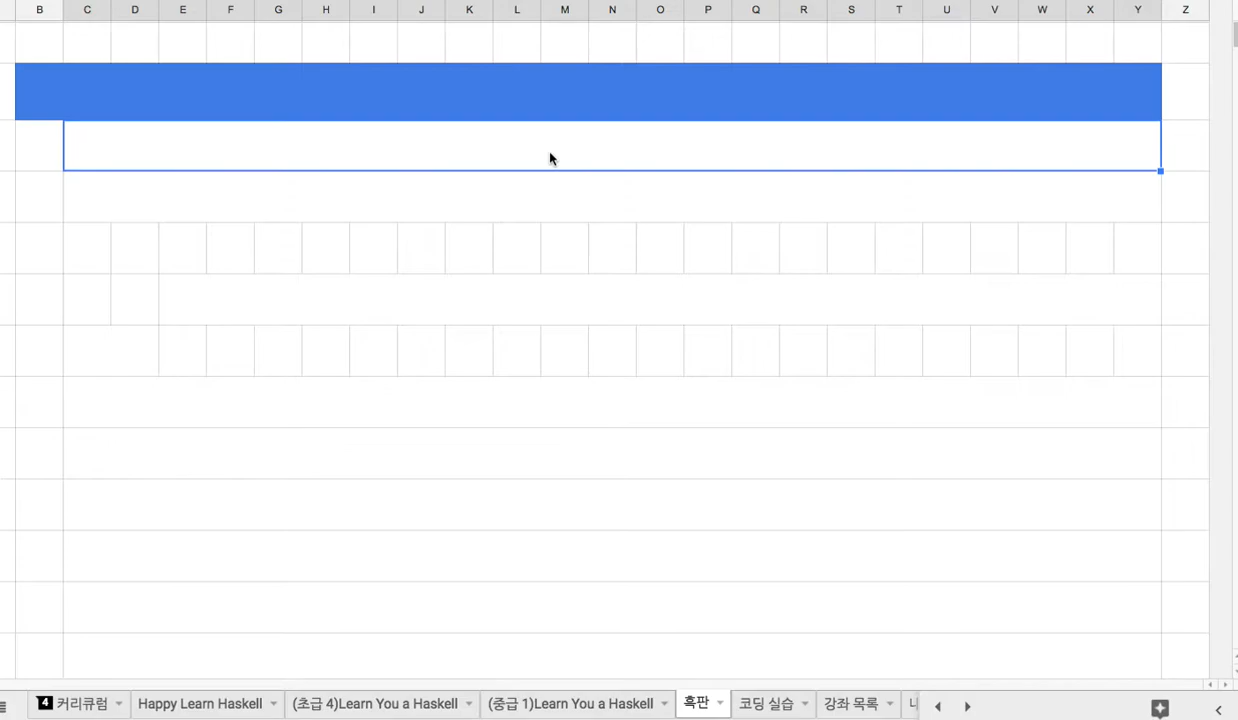 B C D E F G H I J K L M N O P Q R S T U V W X Y Z
4 커리큘럼 Happy Learn Haskell (초급 4)Learn You a Haskell (중급 1)Learn You a Haskell 흑판 코딩 실습 강좌 목록